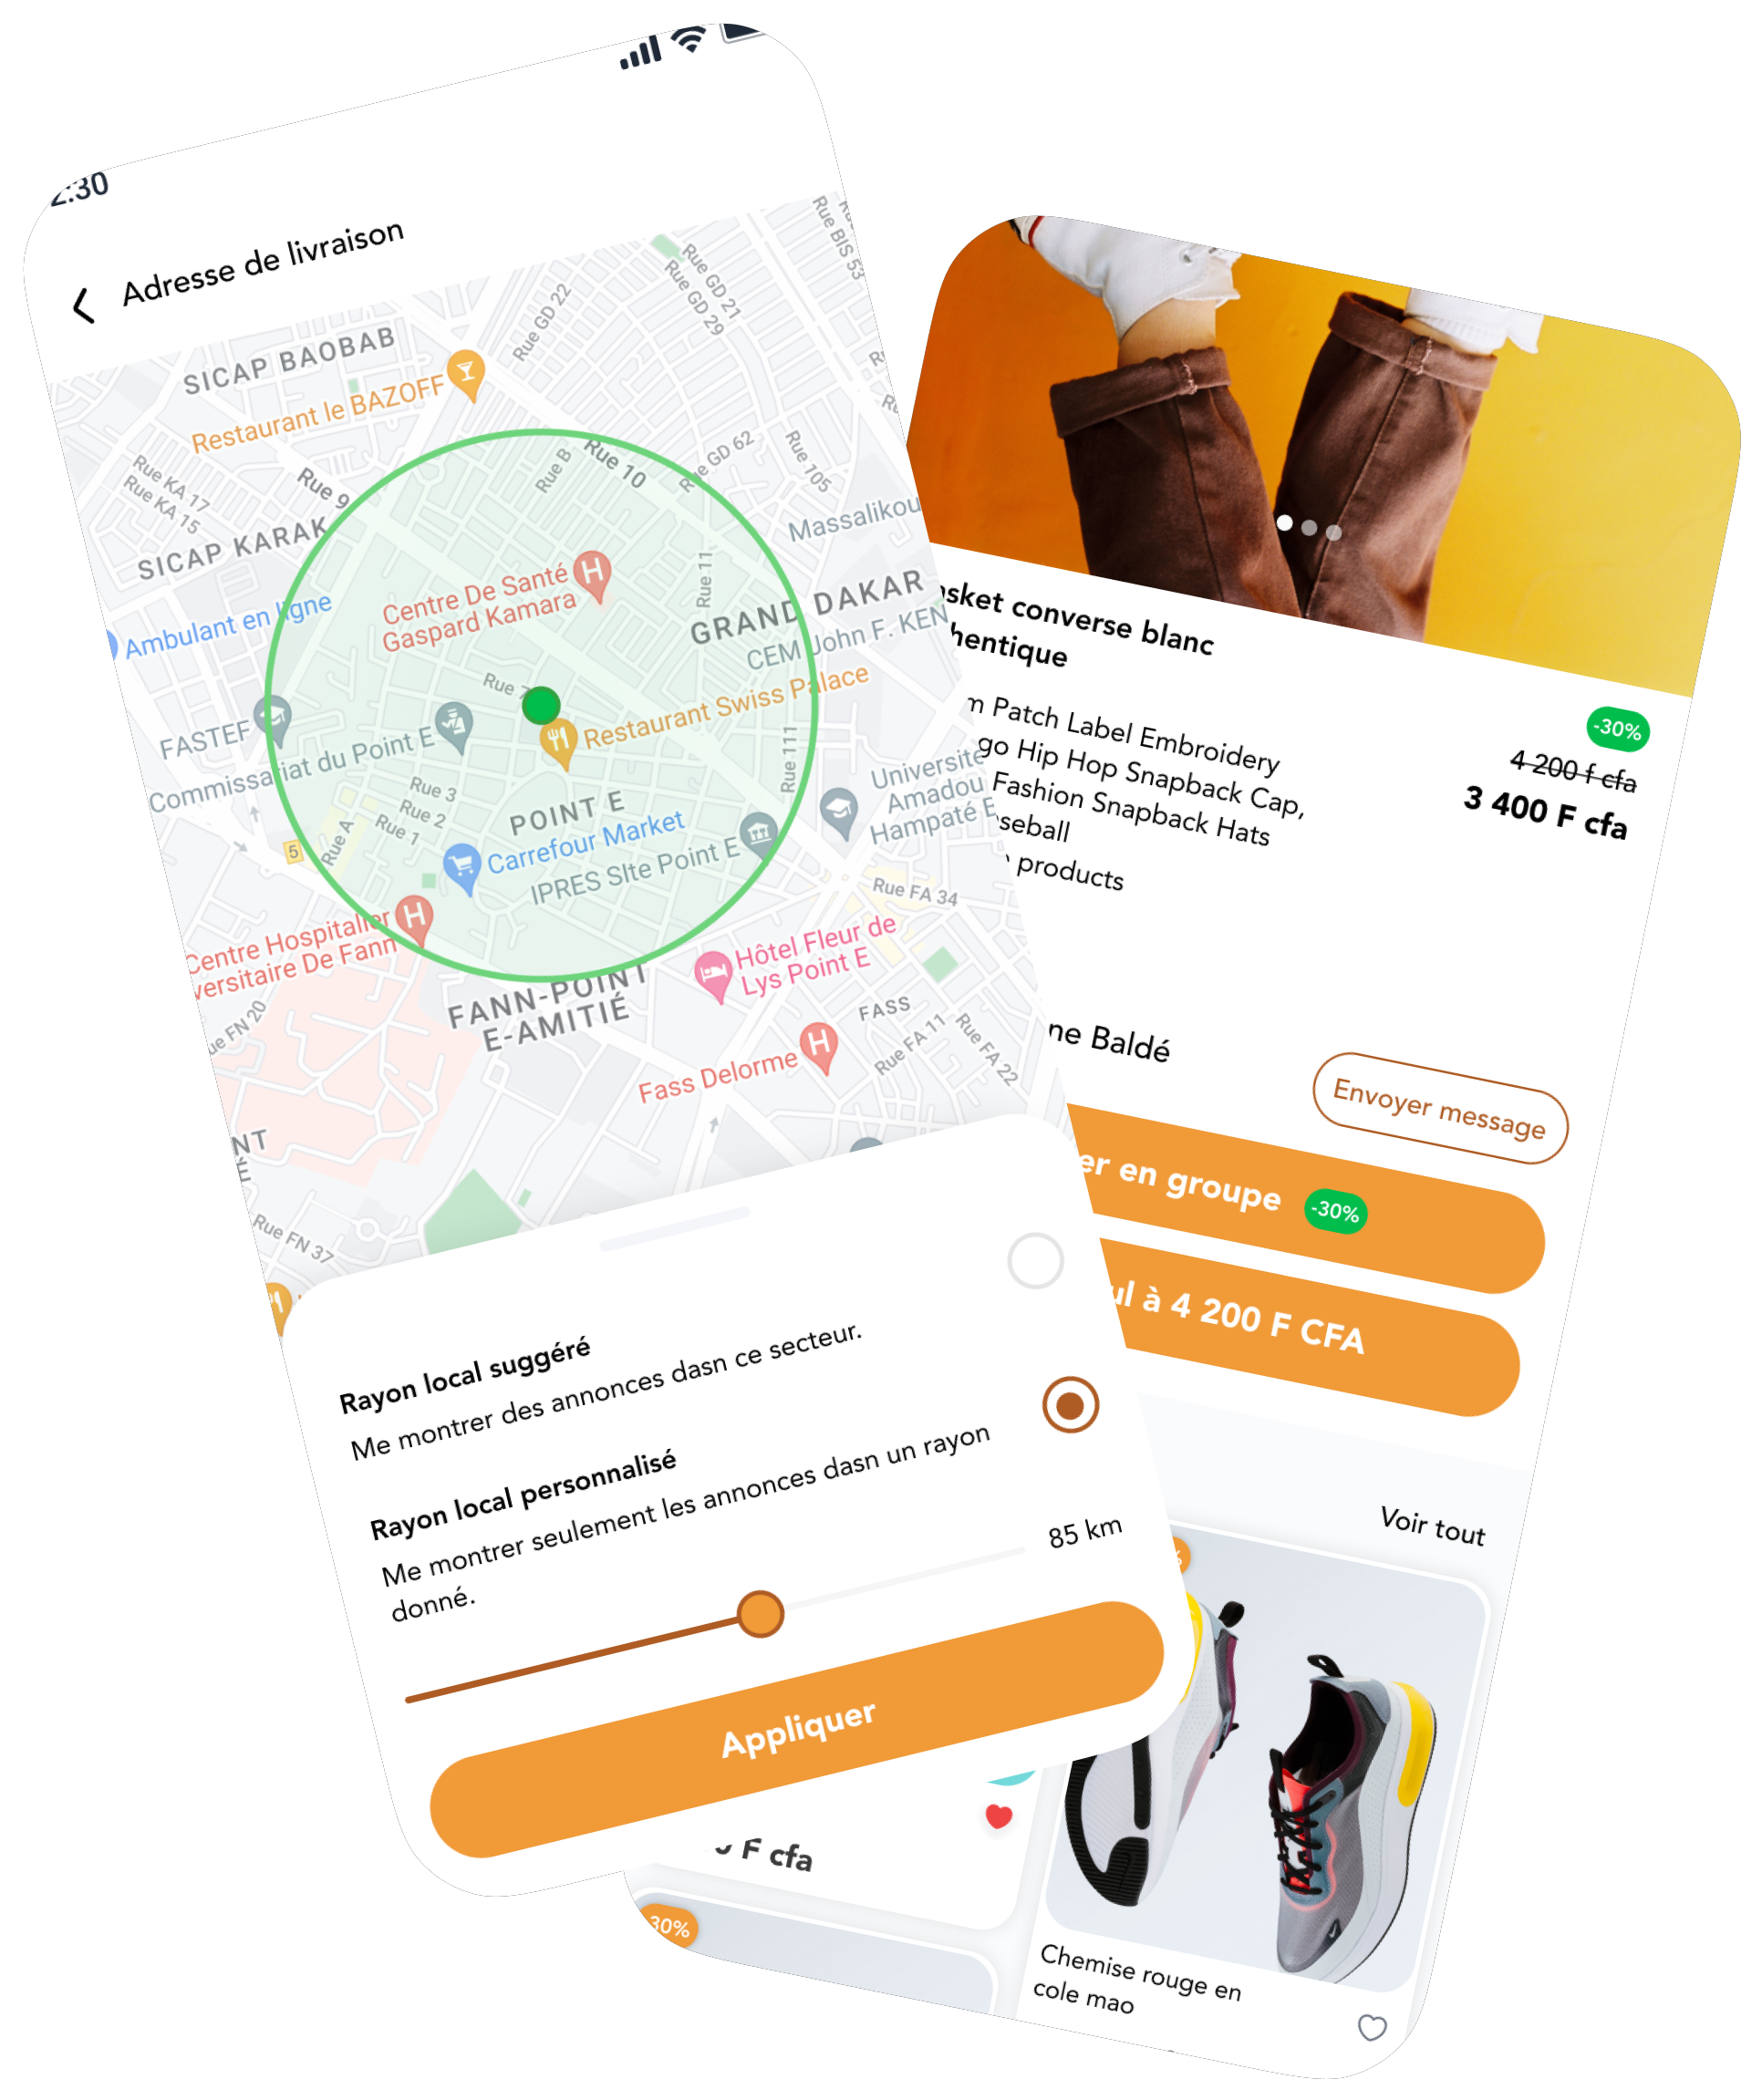 2:30
Adresse de livraison
SICAP BAOBAB
Restaurant le BAZOFF
Rue GD 22
Rue GD 21
Rue GD 29
Rue BIS 53
Rue KA 17
Rue KA 15
Rue 9
Rue B
Rue 10
Rue GD 62
Rue 105
SICAP KARAK
Massalikou
Centre De Santé
Gaspard Kamara
Rue 11
GRAND DAKAR
CEM John F. KEN
Ambulant en ligne
Rue 7
Restaurant Swiss Palace
FASTEF
Commissariat du Point E
Rue 111
Université
Amadou
Hampaté
Rue 3
Rue 2
Rue 1
Rue A
5
POINT E
Carrefour Market
IPRES SIte Point E
Rue FA 34
Centre Hospitalier
versitaire De Fann
Hôtel Fleur de
Lys Point E
FANN-POINT
E-AMITIÉ
FASS
Rue FA 11
Rue FA 22
Fass Delorme
ue FN 20
NT
É
Rue FN 37
Rayon local suggéré
Me montrer des annonces dasn ce secteur.
Rayon local personnalisé
Me montrer seulement les annonces dasn un rayon
donné.
85 km
Appliquer
sket converse blanc
hentique
-30%
4 200 f cfa
3 400 F cfa
Patch Label Embroidery
go Hip Hop Snapback Cap,
Fashion Snapback Hats
seball
products
ne Baldé
Envoyer message
er en groupe -30%
ul à 4 200 F CFA
Voir tout
F cfa
30%
Chemise rouge en
cole mao